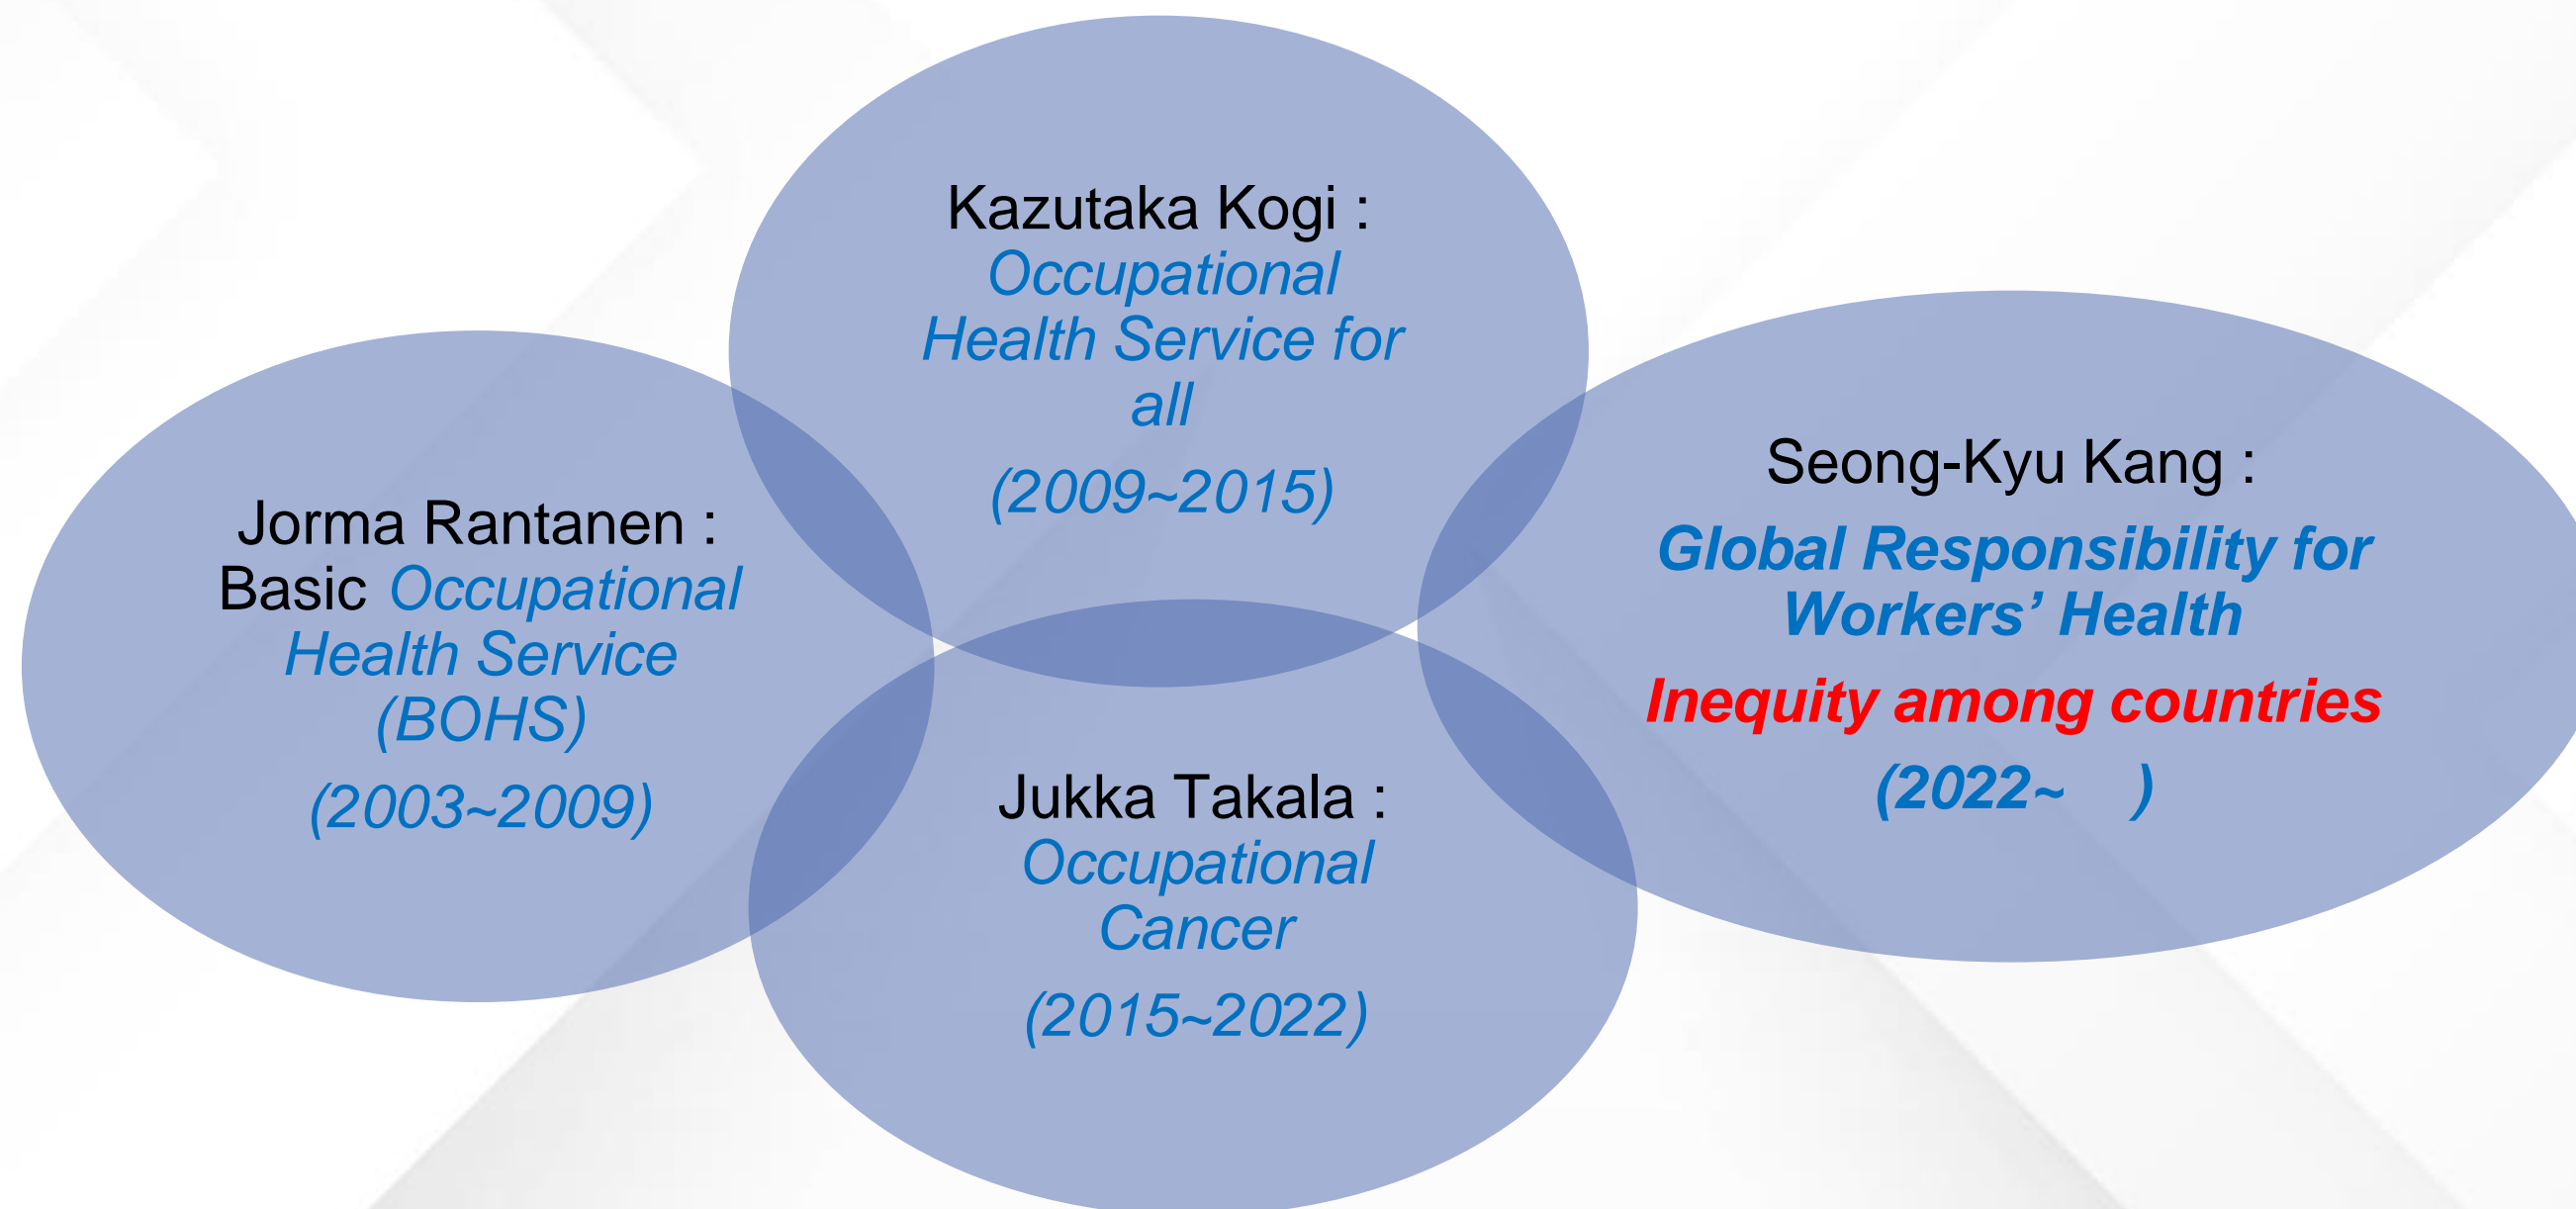 Jorma Rantanen :
Basic Occupational
Health Service
(BOHS)
(2003~2009)
Kazutaka Kogi :
Occupational
Health Service for
all
(2009~2015)
Jukka Takala :
Occupational
Cancer
(2015~2022)
Seong-Kyu Kang :
Global Responsibility for
Workers’ Health
Inequity among countries
(2022~   )